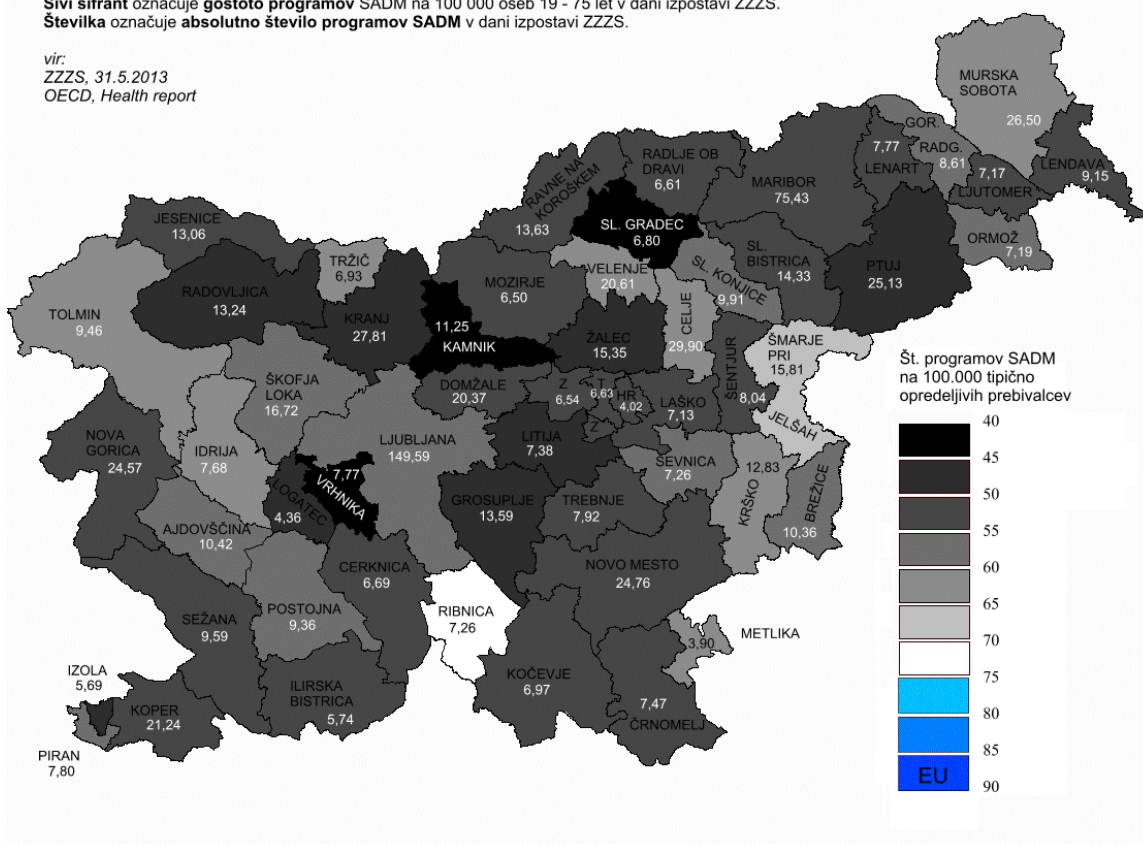 Sivi šifrant označuje gostoto programov SADM na 100 000 oseb 19 - 75 let v dani izpostavi ZZZS.
Številka označuje absolutno število programov SADM v dani izpostavi ZZZS.
vir:
ZZZS, 31.5.2013
OECD, Health report
MURSKA
SOBOTA
26,50
GOR.
RADG.
8,61
7,77
LENART
7,17
LJUTOMER
LENDAVA
9,15
RADLJE OB
DRAVI
6,61
RAVNE NA
KOROŠKEM
13,63
MARIBOR
75,43
SL. GRADEC
6,80
JESENICE
13,06
ORMOŽ
7,19
TRŽIČ
6,93
MOZIRJE
6,50
VELENJE
20,61
SL. KONJICE
9,91
SL.
BISTRICA
14,33
PTUJ
25,13
RADOVLJICA
13,24
TOLMIN
9,46
KRANJ
27,81
11,25
KAMNIK
ŽALEC
15,35
CELJE
29,90
ŠENTJUR
8,04
ŠMARJE
PRI
15,81
JELŠAH
ŠKOFJA
LOKA
16,72
DOMŽALE
20,37
Z
6,54
T
6,63
HR
4,02
Z
LAŠKO
7,13
NOVA
GORICA
24,57
IDRIJA
7,68
LJUBLJANA
149,59
LITIJA
7,38
ŠEVNICA
7,26
12,83
KRŠKO
BREŽICE
10,36
7,77
VRHNIKA
LOGATEC
4,36
GROSUPLJE
13,59
TREBNJE
7,92
AJDOVŠČINA
10,42
CERKNICA
6,69
NOVO MESTO
24,76
POSTOJNA
9,36
RIBNICA
7,26
SEŽANA
9,59
METLIKA
3,90
IZOLA
5,69
KOPER
21,24
ILIRSKA
BISTRICA
5,74
KOČEVJE
6,97
7,47
ČRNOMELJ
PIRAN
7,80
Št. programov SADM
na 100.000 tipično
opredeljivih prebivalcev
40
45
50
55
60
65
70
75
80
85
EU
90